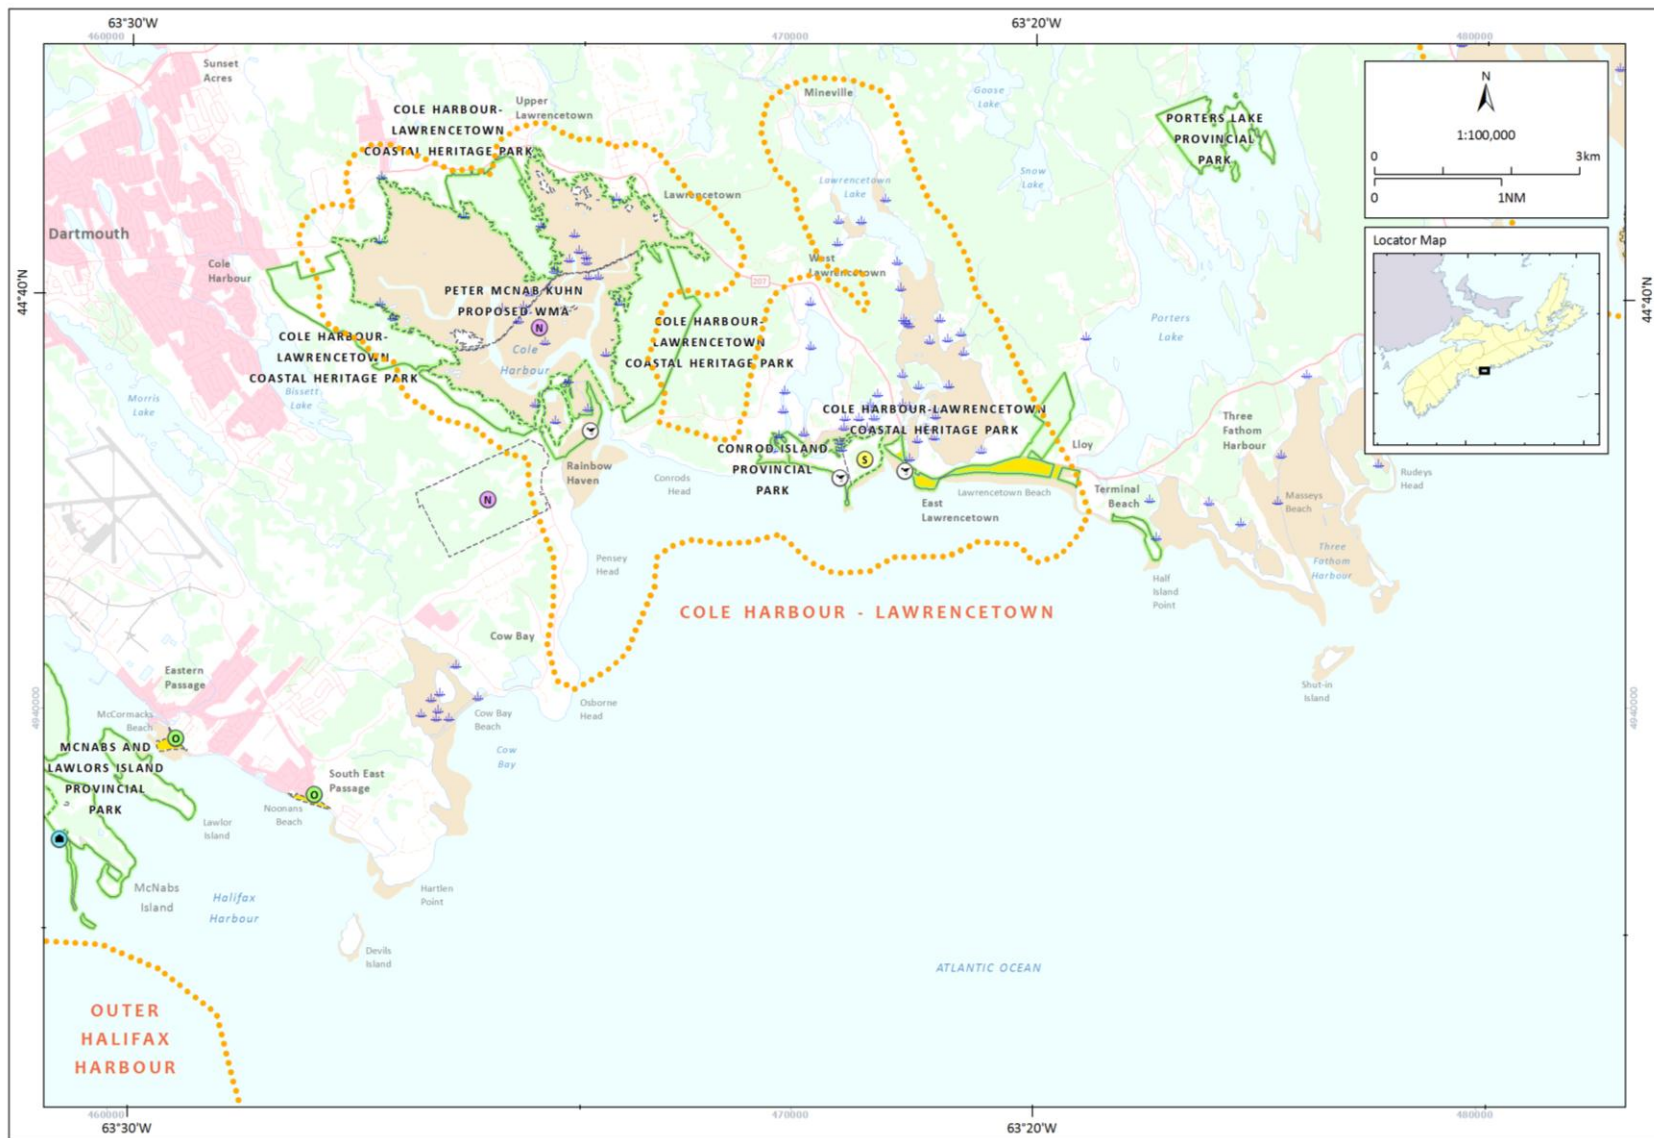 63°30'W
63°20'W
460000
470000
480000
Sunset
Acres
COLE HARBOUR-
LAWRENCETOWN
COASTAL HERITAGE PARK
Upper
Lawrencetown
Mineville
Goose
Lake
PORTERS LAKE
PROVINCIAL
PARK
N
1:100,000
0
3km
0
1NM
Lawrencetown
Lawrencetown
Lake
Snow
Lake
Dartmouth
Cole
Harbour
West
Lawrencetown
207
Locator Map
44°40'N
44°40'N
PETER MCNAB KUHN
PROPOSED WMA
N
Cole
Harbour
COLE HARBOUR-
LAWRENCETOWN
COASTAL HERITAGE PARK
COLE HARBOUR-
LAWRENCETOWN
COASTAL HERITAGE PARK
Porters
Lake
Morris
Lake
Bissett
Lake
COLE HARBOUR-LAWRENCETOWN
COASTAL HERITAGE PARK
Three
Fathom
Harbour
Lloy
CONROD ISLAND
PROVINCIAL
PARK
S
Rainbow
Haven
Conrods
Head
N
Lawrencetown Beach
East
Lawrencetown
Terminal
Beach
Masseys
Beach
Rudeys
Head
Three
Fathom
Harbour
Pensey
Head
Half
Island
Point
COLE HARBOUR - LAWRENCETOWN
Cow Bay
Eastern
Passage
Shut-in
Island
4940000
4940000
McCormacks
Beach
O
Cow Bay
Beach
Osborne
Head
MCNABS AND
LAWLORS ISLAND
PROVINCIAL
PARK
Cow
Bay
South East
Passage
O
Noonans
Beach
Lawlor
Island
McNabs
Island
Halifax
Harbour
Hartlen
Point
Devils
Island
ATLANTIC OCEAN
OUTER
HALIFAX
HARBOUR
460000
470000
480000
63°30'W
63°20'W